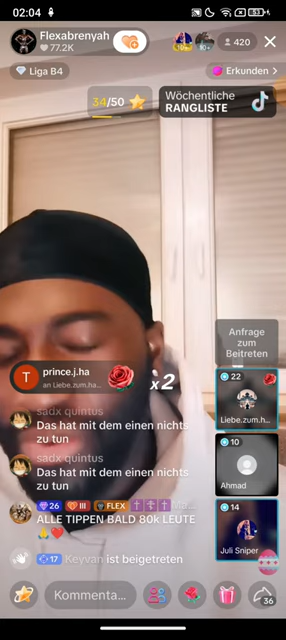 02:04
53
Flexabrenyah
77.2K
420
Liga B4
Erkunden >
34/50
Wöchentliche
RANGLISTE
Anfrage
zum
Beitreten
T
prince.j.ha
an Liebe.zum.ha...
x2
22
Liebe.zum.h...
sadx quintus
Das hat mit dem einen nichts
zu tun
10
Ahmad
sadx quintus
Das hat mit dem einen nichts
zu tun
26 III FLEX
ALLE TIPPEN BALD 80k LEUTE
14
Juli Sniper
17 Keyvan ist beigetreten
Kommenta...
36